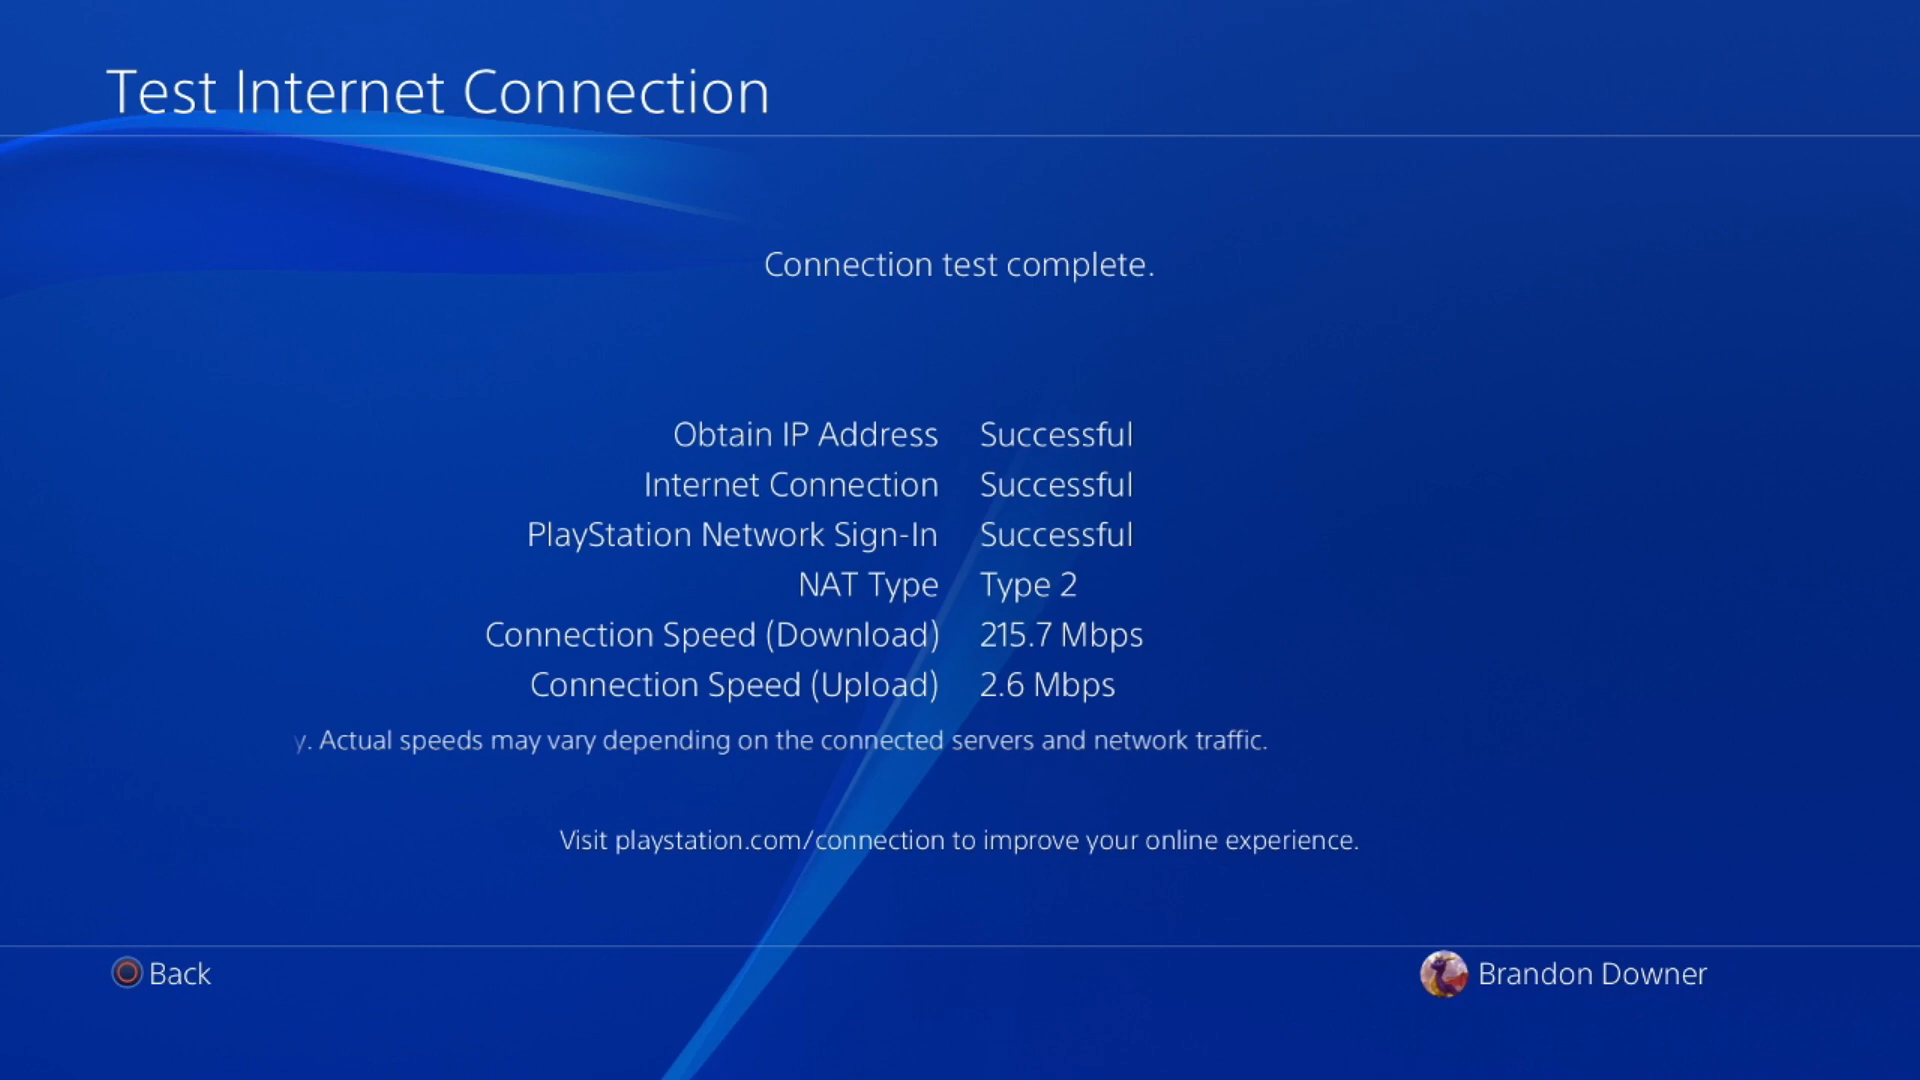 Test Internet Connection
Connection test complete.
Obtain IP Address Successful
Internet Connection Successful
PlayStation Network Sign-In Successful
NAT Type Type 2
Connection Speed (Download) 215.7 Mbps
Connection Speed (Upload) 2.6 Mbps
y. Actual speeds may vary depending on the connected servers and network traffic.
Visit playstation.com/connection to improve your online experience.
Back Brandon Downer